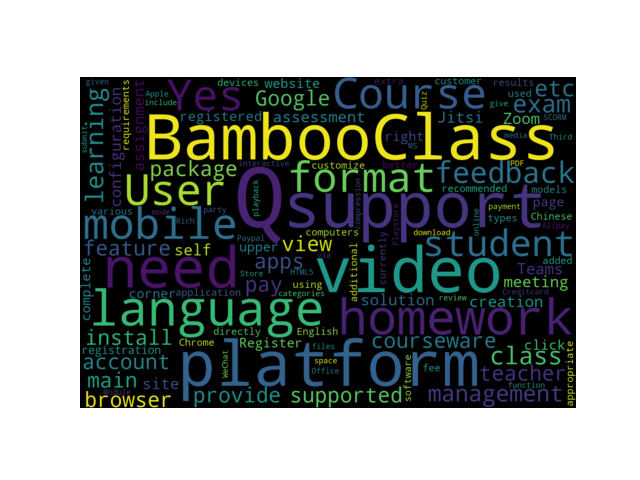 given
Apple
include
requirements
assignment
Yes
devices
website
Google
registered
assessment
Course
extra
customer
results
used
give
etc
exam
Quiz
Zoom
SCORM
Jitsi
media
Third
submit
learning
configuration
BambooClass
right
MS
interactive
customize
better
PDF
package
format
feedback
recommended
models
User
Qsupport
playback
compression
Playstore
online
payment
page
types
Chinese
various
mode
Rich
party
mobile
Paypal
computers
download
Alipay
student
added
feature
self
upper
view
via
currently
additional
need
apps
video
Teams
meeting
complete
Store
HTML5
pay
Creditcard
language
corner
application
using
categories
solution
review
creation
homework
install
registration
Chrome
directly
English
Register
files
courseware
click
appropriate
account
WeChat
platform
space
Office
software
fee
class
teacher
function
main
site
Module
browser
provide
supported
management